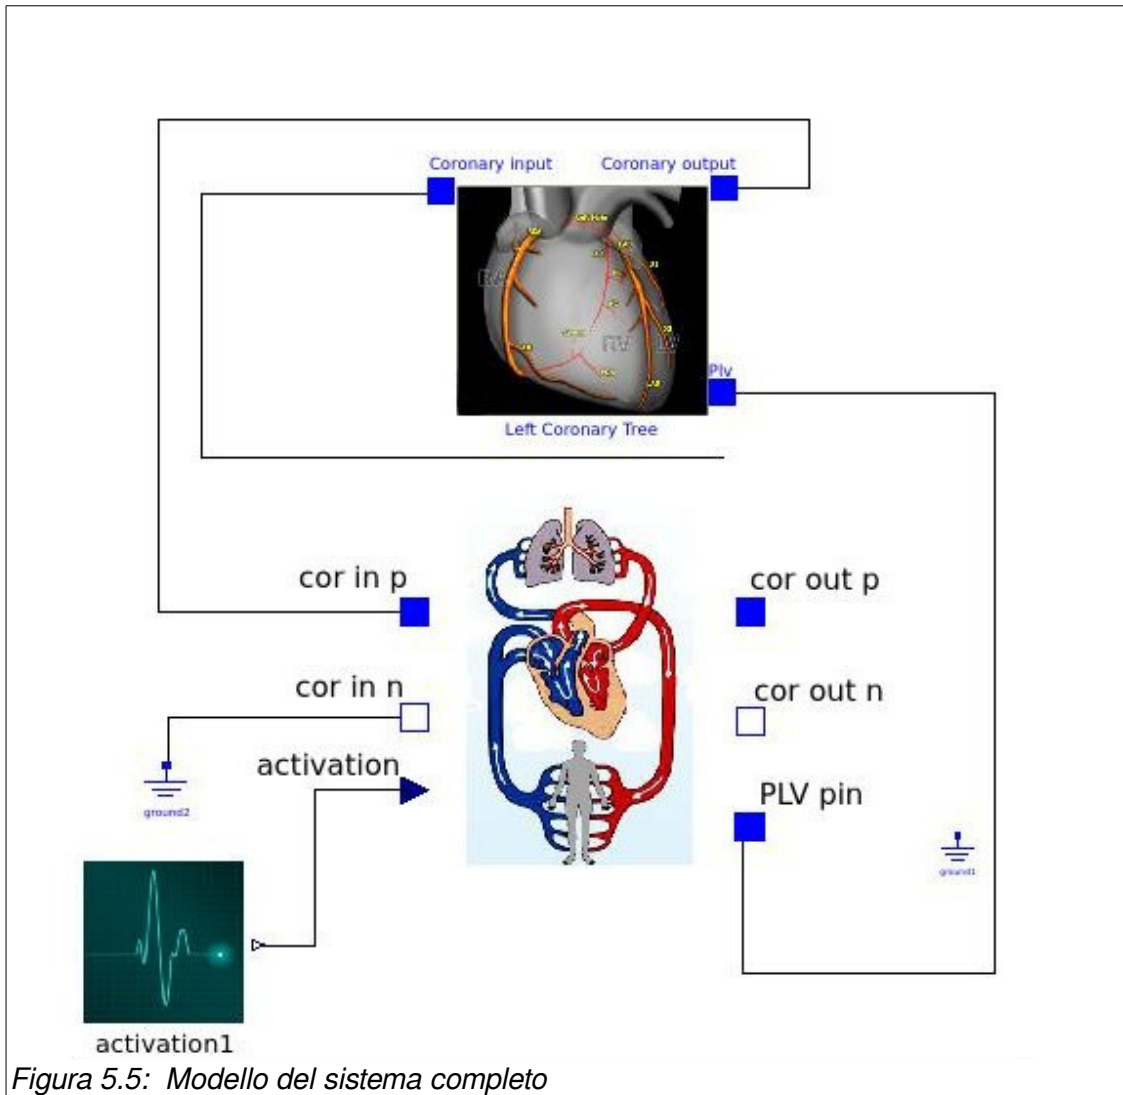 Coronary input Coronary output
Plv
Left Coronary Tree
cor in p cor out p
cor in n cor out n
activation PLV pin
ground2
ground1
activation1
Figura 5.5: Modello del sistema completo